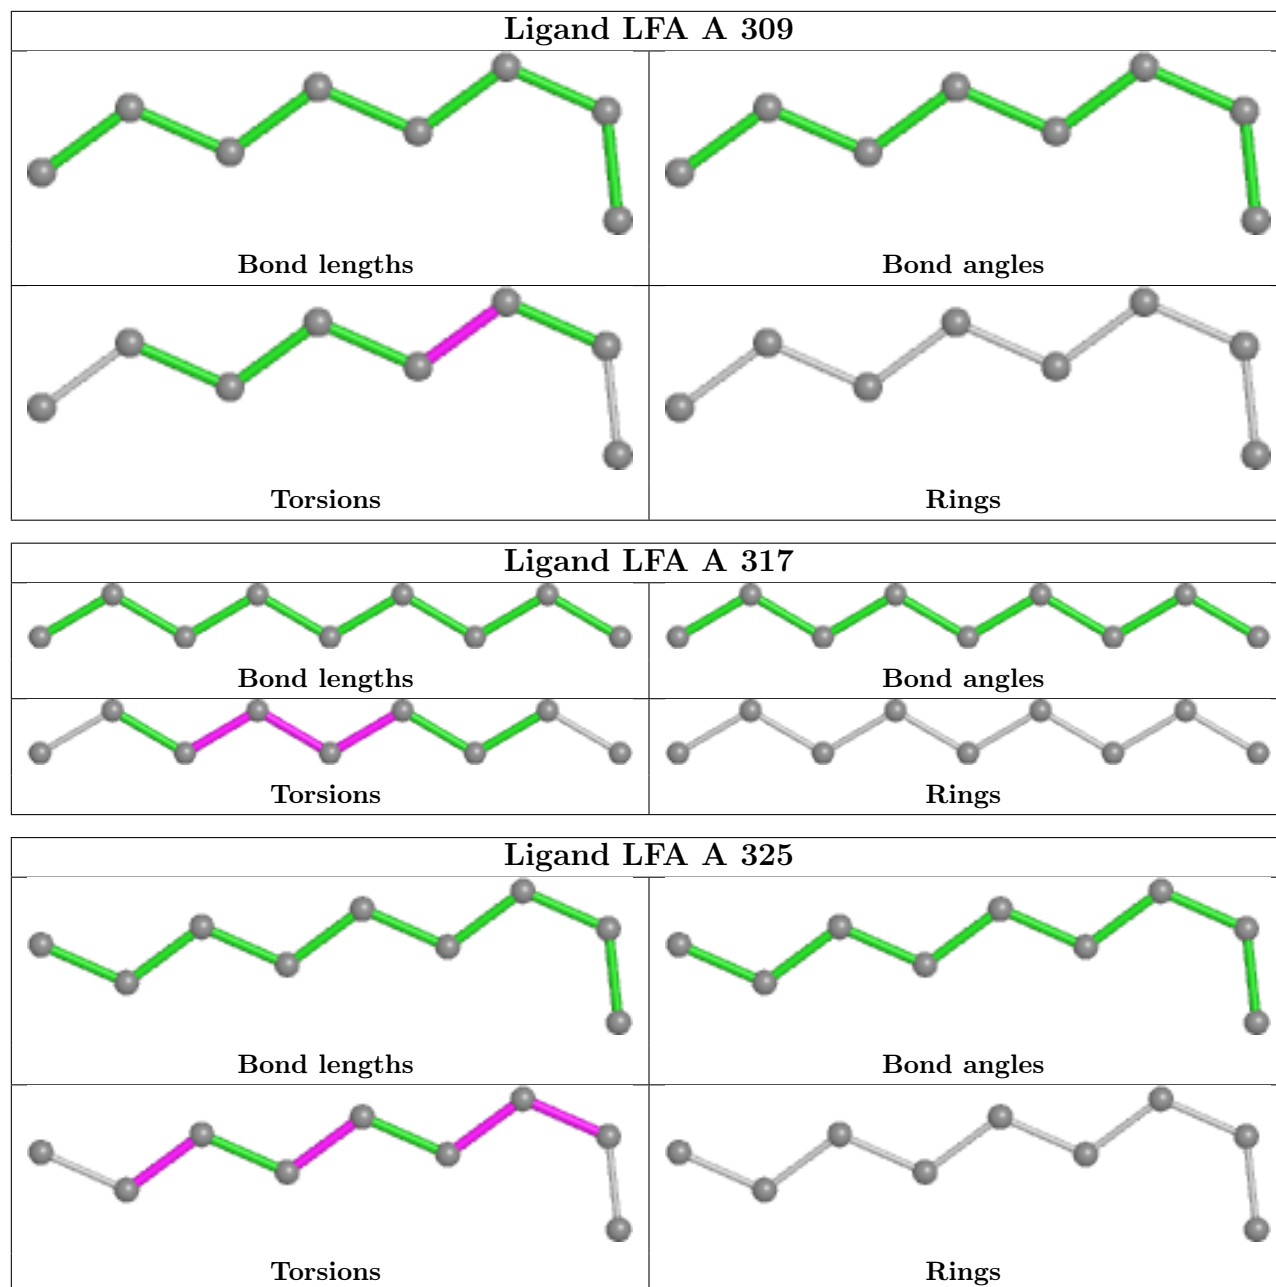 Ligand LFA A 309
Bond lengths
Bond angles
Torsions
Rings
Ligand LFA A 317
Bond lengths
Bond angles
Torsions
Rings
Ligand LFA A 325
Bond lengths
Bond angles
Torsions
Rings